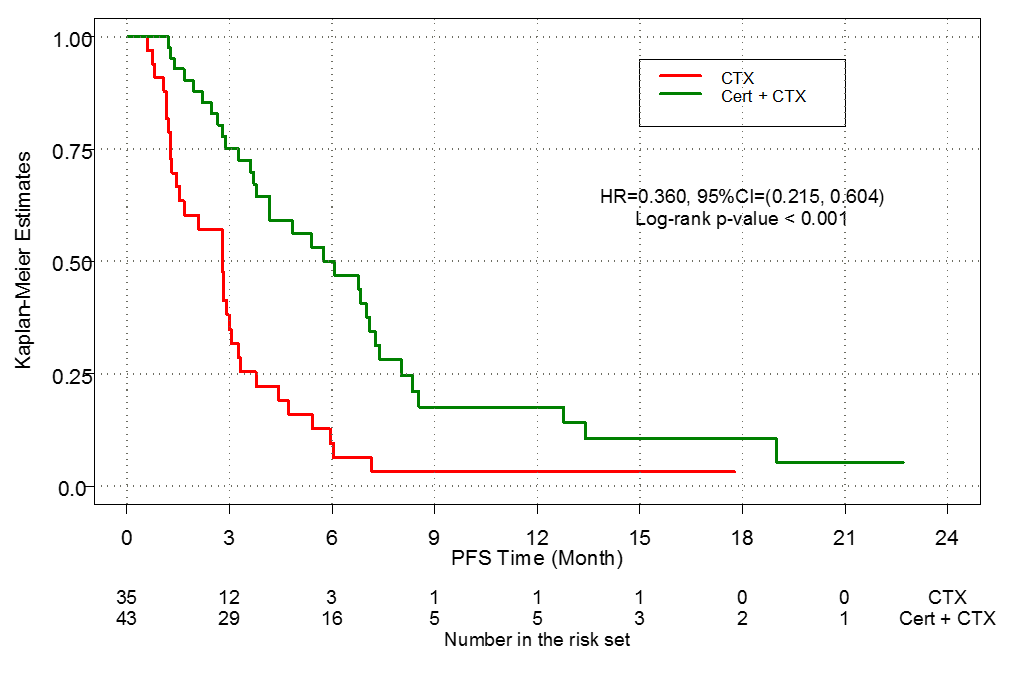 Kaplan-Meier Estimates
1.00
0.75
0.50
0.25
0.0
CTX
Cert + CTX
HR=0.360, 95%CI=(0.215, 0.604)
Log-rank p-value < 0.001
0 3 6 9 12 15 18 21 24
PFS Time (Month)
35 12 3 1 1 1 0 0 CTX
43 29 16 5 5 3 2 1 Cert + CTX
Number in the risk set